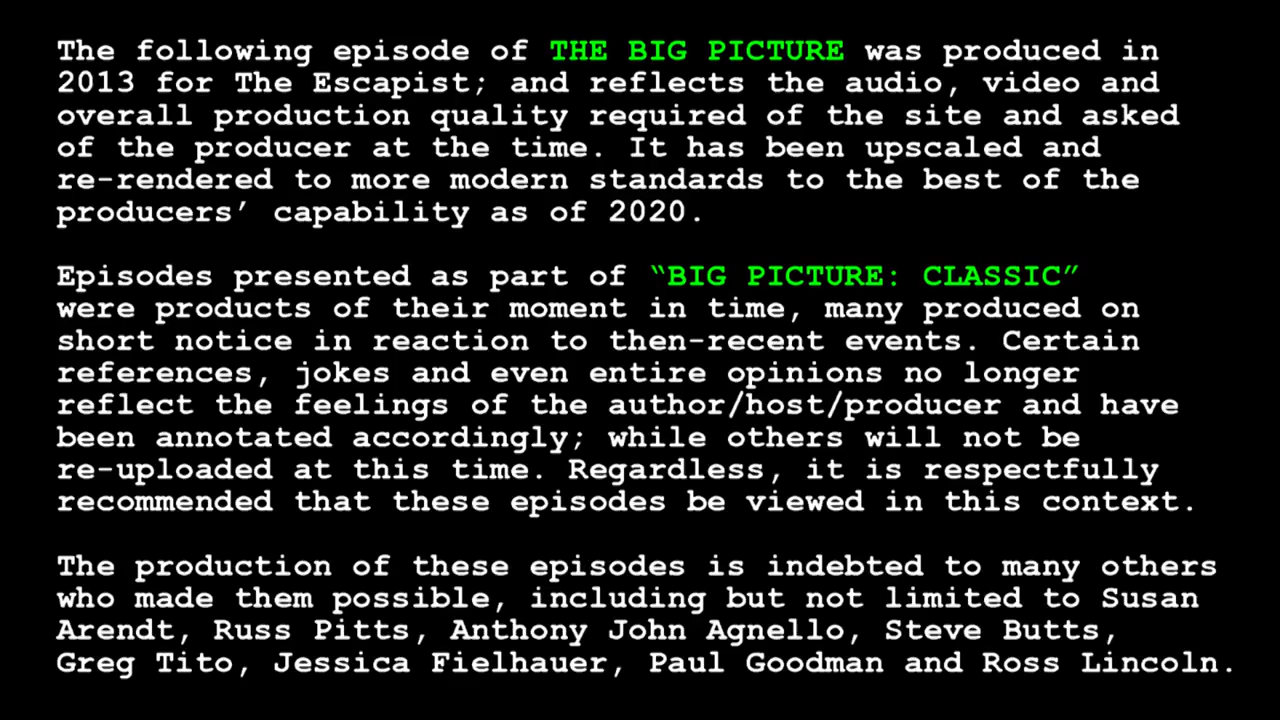 The following episode of THE BIG PICTURE was produced in
2013 for The Escapist; and reflects the audio, video and
overall production quality required of the site and asked
of the producer at the time. It has been upscaled and
re-rendered to more modern standards to the best of the
producers’ capability as of 2020.
Episodes presented as part of “BIG PICTURE: CLASSIC”
were products of their moment in time, many produced on
short notice in reaction to then-recent events. Certain
references, jokes and even entire opinions no longer
reflect the feelings of the author/host/producer and have
been annotated accordingly; while others will not be
re-uploaded at this time. Regardless, it is respectfully
recommended that these episodes be viewed in this context.
The production of these episodes is indebted to many others
who made them possible, including but not limited to Susan
Arendt, Russ Pitts, Anthony John Agnello, Steve Butts,
Greg Tito, Jessica Fielhauer, Paul Goodman and Ross Lincoln.